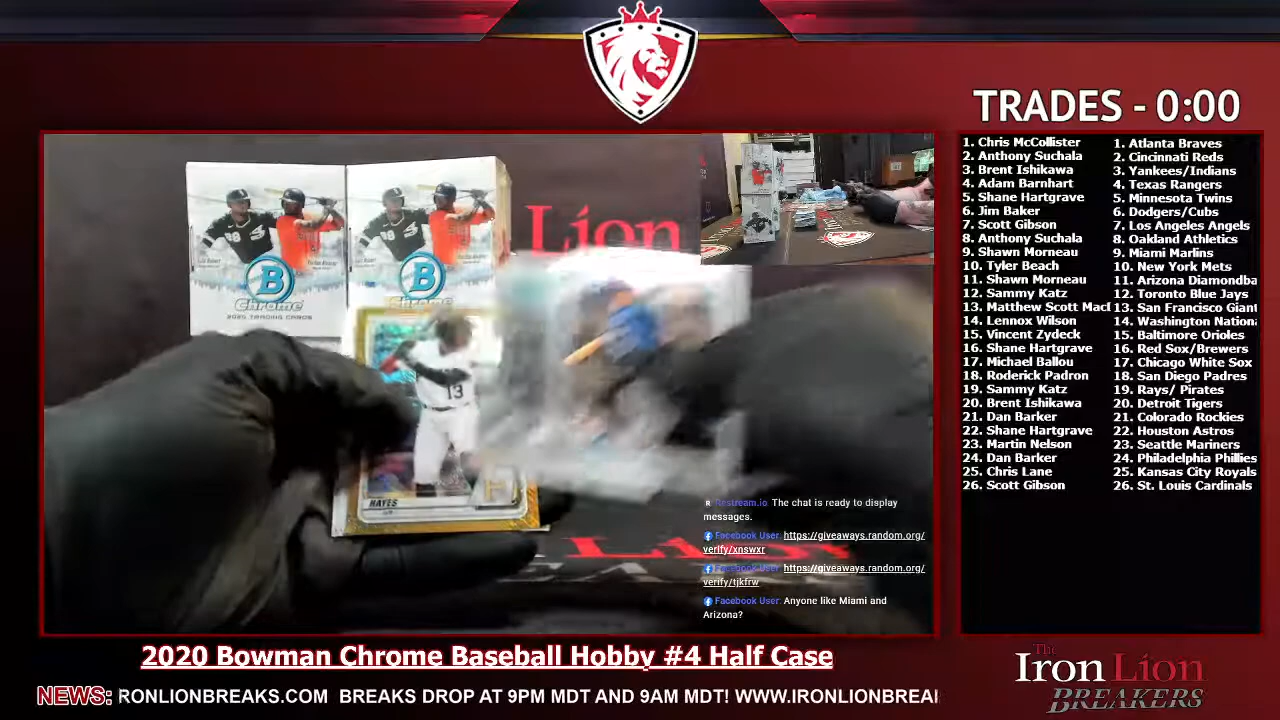 TRADES - 0:00
1. Chris McCollister
2. Anthony Suchala
3. Brent Ishikawa
4. Adam Barnhart
5. Shane Hartgrave
6. Jim Baker
7. Scott Gibson
8. Anthony Suchala
9. Shawn Morneau
10. Tyler Beach
11. Shawn Morneau
12. Sammy Katz
13. Matthew Scott Macl
14. Lennox Wilson
15. Vincent Zydeck
16. Shane Hartgrave
17. Michael Ballou
18. Roderick Padron
19. Sammy Katz
20. Brent Ishikawa
21. Dan Barker
22. Shane Hartgrave
23. Martin Nelson
24. Dan Barker
25. Chris Lane
26. Scott Gibson
1. Atlanta Braves
2. Cincinnati Reds
3. Yankees/Indians
4. Texas Rangers
5. Minnesota Twins
6. Dodgers/Cubs
7. Los Angeles Angels
8. Oakland Athletics
9. Miami Marlins
10. New York Mets
11. Arizona Diamondba
12. Toronto Blue Jays
13. San Francisco Giant
14. Washington Nation
15. Baltimore Orioles
16. Red Sox/Brewers
17. Chicago White Sox
18. San Diego Padres
19. Rays/ Pirates
20. Detroit Tigers
21. Colorado Rockies
22. Houston Astros
23. Seattle Mariners
24. Philadelphia Phillies
25. Kansas City Royals
26. St. Louis Cardinals
Lion
B
Chrome
2020 TRADING CARDS
B
Chrome
13
HAYES
Restream.io The chat is ready to display
messages.
Facebook User: https://giveaways.random.org/
verify/xnswxr
Facebook User: https://giveaways.random.org/
verify/tjkfrw
Facebook User: Anyone like Miami and
Arizona?
2020 Bowman Chrome Baseball Hobby #4 Half Case
NEWS: RONLIONBREAKS.COM BREAKS DROP AT 9PM MDT AND 9AM MDT! WWW.IRONLIONBREAI
The
Iron Lion
BREAKERS